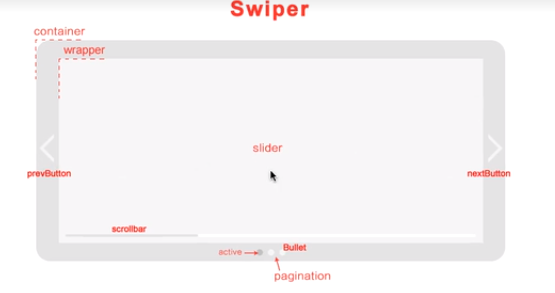 Swiper
container
wrapper
slider
prevButton
nextButton
scrollbar
active
Bullet
pagination